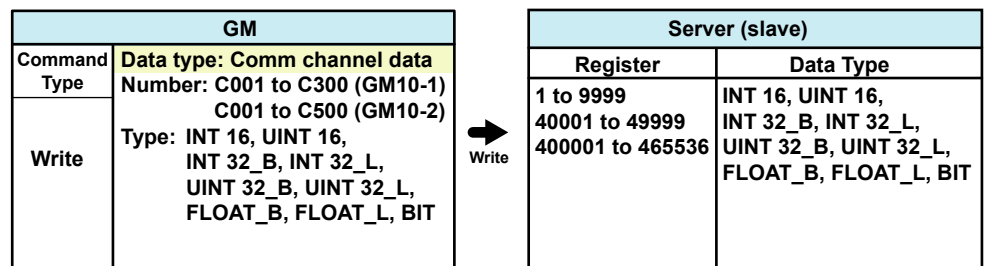 GM
Command
Type
Data type: Comm channel data
Number: C001 to C300 (GM10-1)
C001 to C500 (GM10-2)
Type: INT 16, UINT 16,
INT 32_B, INT 32_L,
UINT 32_B, UINT 32_L,
FLOAT_B, FLOAT_L, BIT
Write
Write
Server (slave)
Register
Data Type
1 to 9999
40001 to 49999
400001 to 465536
INT 16, UINT 16,
INT 32_B, INT 32_L,
UINT 32_B, UINT 32_L,
FLOAT_B, FLOAT_L, BIT